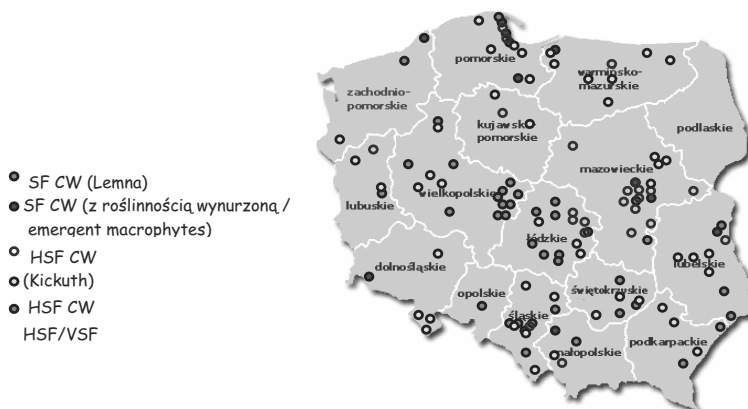 SF CW (Lemna)
SF CW (z roślinnością wynurzoną /
emergent macrophytes)
HSF CW
(Kickuth)
HSF CW
HSF/VSF
pomorskie
warmińsko-
mazurskie
zachodnio-
pomorskie
kujawsko-
pomorskie
podlaskie
mazowieckie
wielkopolskie
lubuskie
łódzkie
dolnośląskie
lubelskie
opolskie
świętokrzyskie
śląskie
małopolskie
podkarpackie